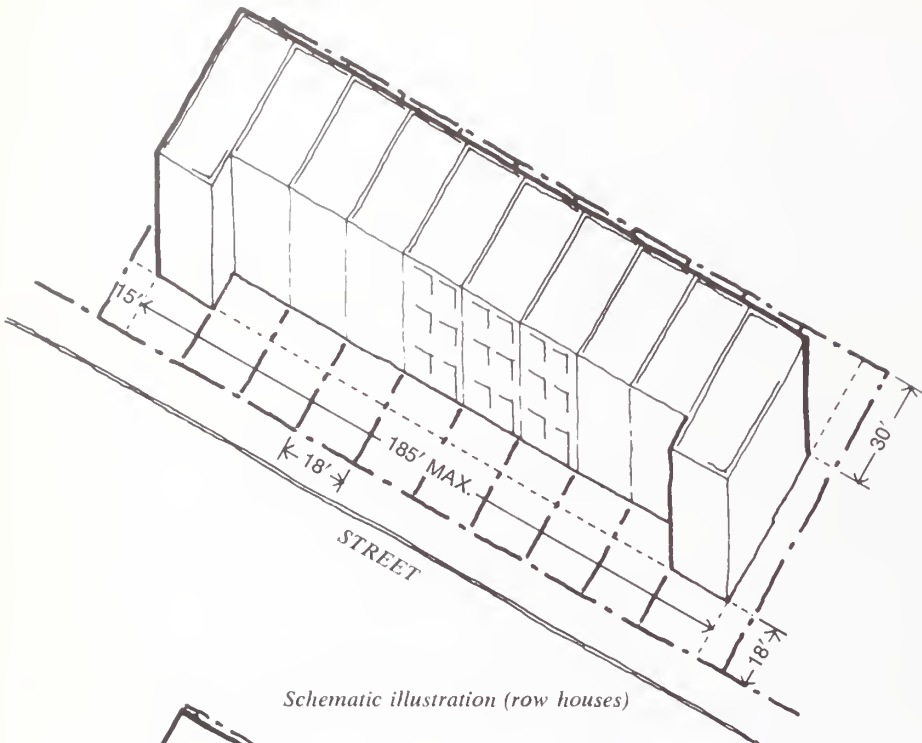 15'
30'
185' MAX.
18'
STREET
18'
Schematic illustration (row houses)